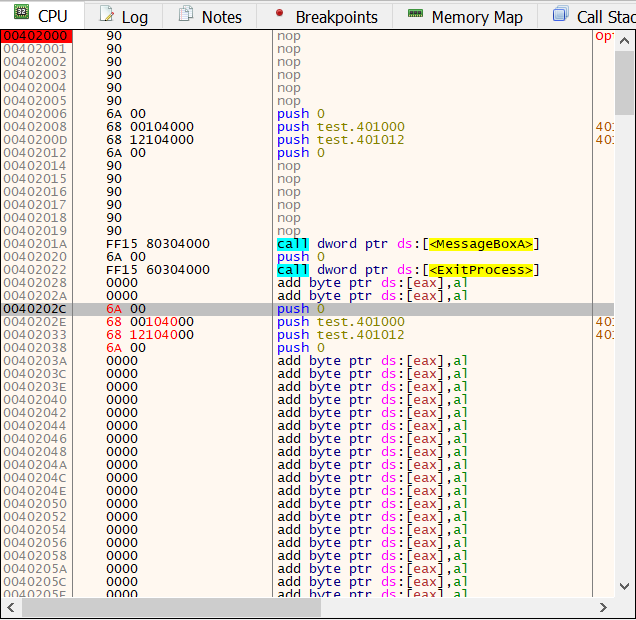 CPU Log Notes Breakpoints Memory Map Call Stac
00402000 90 nop Opt
00402001 90 nop
00402002 90 nop
00402003 90 nop
00402004 90 nop
00402005 90 nop
00402006 6A 00 push 0
00402008 68 00104000 push test.401000 401
0040200D 68 12104000 push test.401012 401
00402012 6A 00 push 0
00402014 90 nop
00402015 90 nop
00402016 90 nop
00402017 90 nop
00402018 90 nop
00402019 90 nop
0040201A FF15 80304000 call dword ptr ds:[<MessageBoxA>]
00402020 6A 00 push 0
00402022 FF15 60304000 call dword ptr ds:[<ExitProcess>]
00402028 0000 add byte ptr ds:[eax],al
0040202A 0000 add byte ptr ds:[eax],al
0040202C 6A 00 push 0
0040202E 68 00104000 push test.401000 401
00402033 68 12104000 push test.401012 401
00402038 6A 00 push 0
0040203A 0000 add byte ptr ds:[eax],al
0040203C 0000 add byte ptr ds:[eax],al
0040203E 0000 add byte ptr ds:[eax],al
00402040 0000 add byte ptr ds:[eax],al
00402042 0000 add byte ptr ds:[eax],al
00402044 0000 add byte ptr ds:[eax],al
00402046 0000 add byte ptr ds:[eax],al
00402048 0000 add byte ptr ds:[eax],al
0040204A 0000 add byte ptr ds:[eax],al
0040204C 0000 add byte ptr ds:[eax],al
0040204E 0000 add byte ptr ds:[eax],al
00402050 0000 add byte ptr ds:[eax],al
00402052 0000 add byte ptr ds:[eax],al
00402054 0000 add byte ptr ds:[eax],al
00402056 0000 add byte ptr ds:[eax],al
00402058 0000 add byte ptr ds:[eax],al
0040205A 0000 add byte ptr ds:[eax],al
0040205C 0000 add byte ptr ds:[eax],al
0040205E 0000 add byte ptr ds:[eax],al